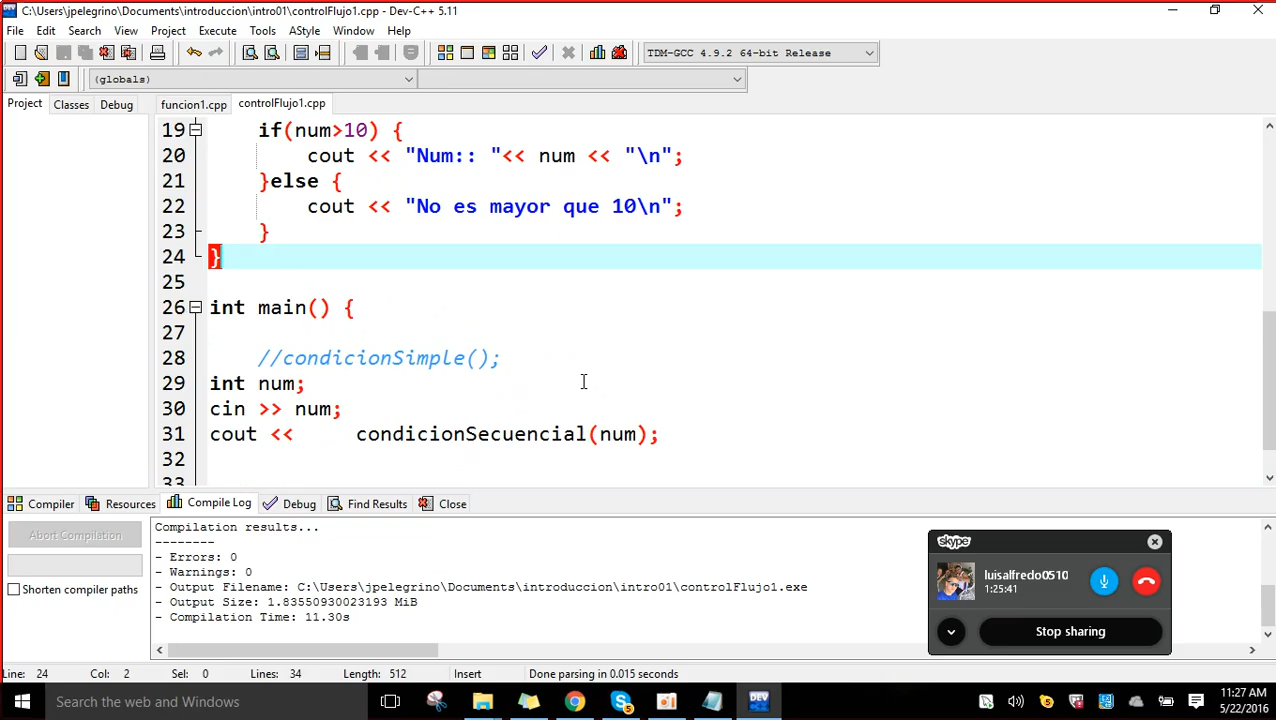 C:\Users\jpelegrino\Documents\introduccion\intro01\controlFlujo1.cpp - Dev-C++ 5.11
File Edit Search View Project Execute Tools AStyle Window Help
TDM-GCC 4.9.2 64-bit Release
(globals)
Project Classes Debug funcion1.cpp controlFlujo1.cpp
19 if(num>10) {
20 cout << "Num:: "<< num << "\n";
21 }else {
22 cout << "No es mayor que 10\n";
23 }
24 }
25
26 int main() {
27
28 //condicionSimple();
29 int num;
30 cin >> num;
31 cout << condicionSecuencial(num);
32
33
Compiler Resources Compile Log Debug Find Results Close
Abort Compilation
Shorten compiler paths
Compilation results...
--------
- Errors: 0
- Warnings: 0
- Output Filename: C:\Users\jpelegrino\Documents\introduccion\intro01\controlFlujo1.exe
- Output Size: 1.83550930023193 MiB
- Compilation Time: 11.30s
skype
luisalfredo0510
1:25:41
Stop sharing
Line: 24 Col: 2 Sel: 0 Lines: 34 Length: 512 Insert Done parsing in 0.015 seconds
Search the web and Windows
DEV
11:27 AM
5/22/2016